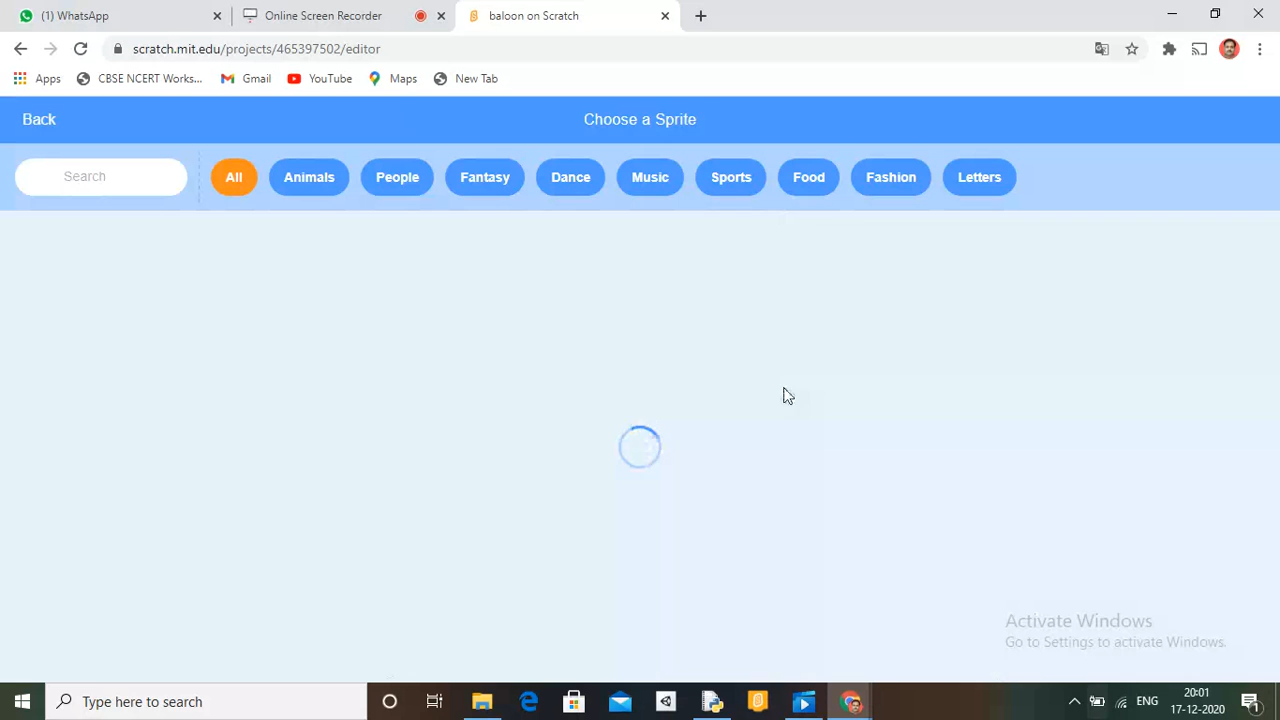 (1) WhatsApp
Online Screen Recorder
baloon on Scratch
scratch.mit.edu/projects/465397502/editor
Apps
CBSE NCERT Works...
Gmail
YouTube
Maps
New Tab
Back
Choose a Sprite
Search
All
Animals
People
Fantasy
Dance
Music
Sports
Food
Fashion
Letters
Activate Windows
Go to Settings to activate Windows.
Type here to search
ENG
20:01
17-12-2020
1